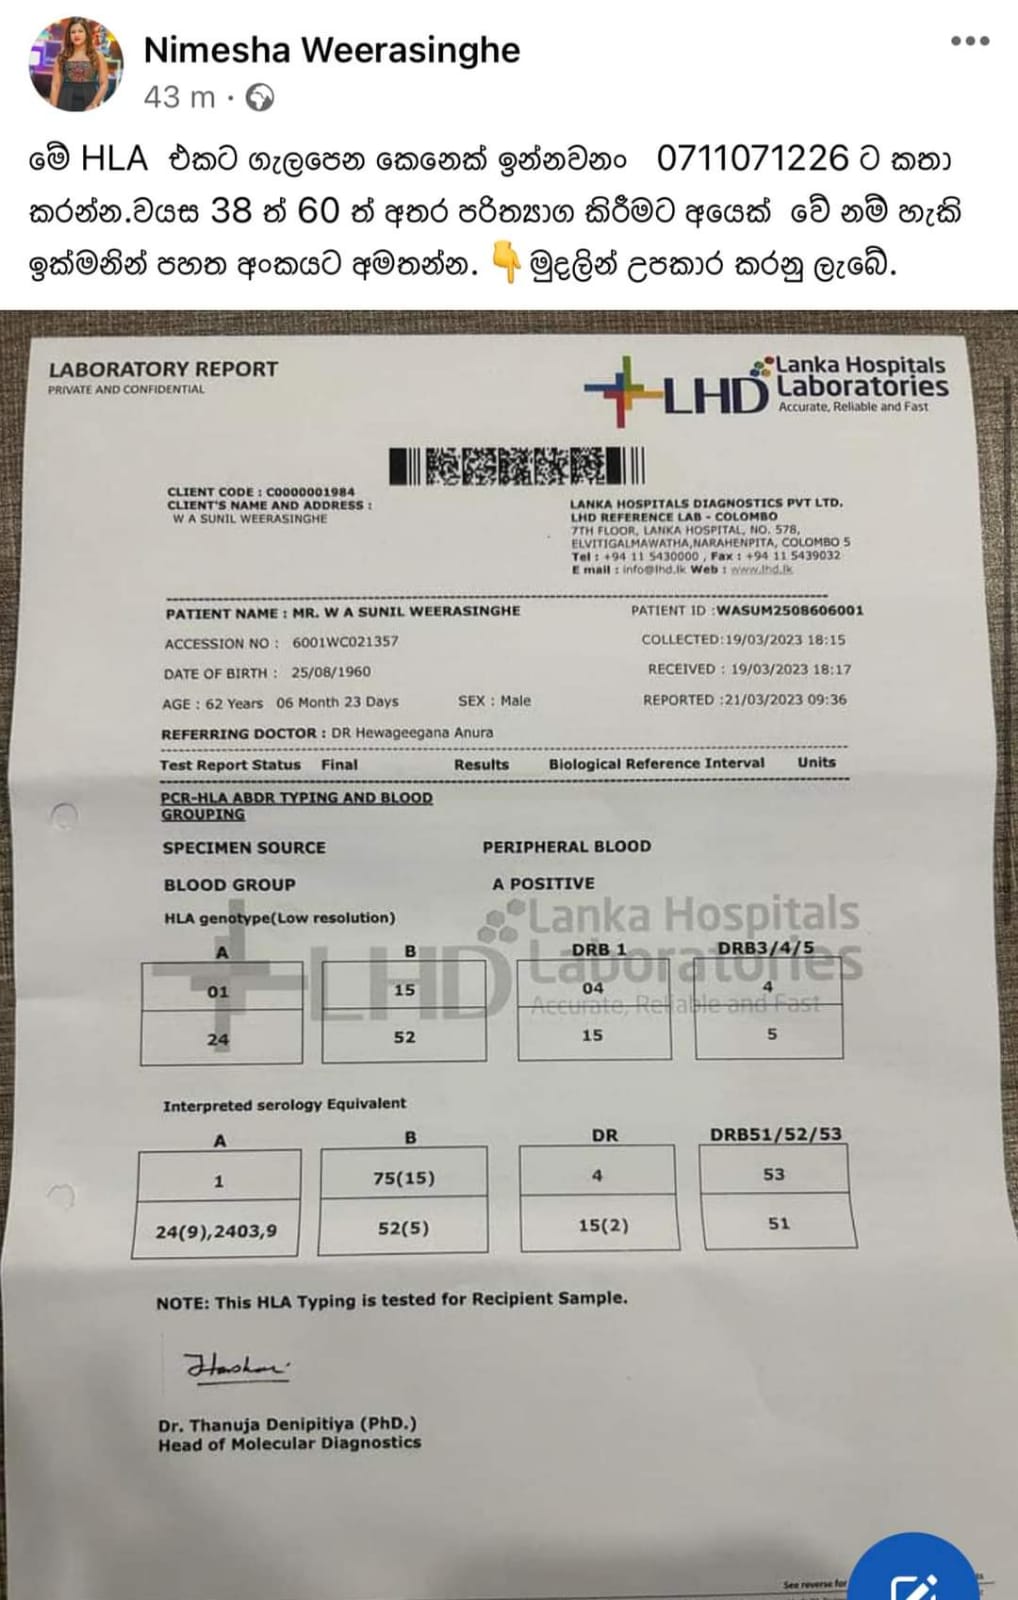 Nimesha Weerasinghe
43 m ·
මේ HLA එකට ගැලපෙන කෙනෙක් ඉන්නවනං 0711071226 ට කතා
කරන්න.වයස 38 ත් 60 ත් අතර පරිත්‍යාග කිරීමට අයෙක් වේ නම් හැකි
ඉක්මනින් පහත අංකයට අමතන්න. 👇මුදලින් උපකාර කරනු ලැබේ.
LABORATORY REPORT
PRIVATE AND CONFIDENTIAL
LHD Lanka Hospitals
Laboratories
Accurate, Reliable and Fast
CLIENT CODE : C0000001984
CLIENT'S NAME AND ADDRESS :
W A SUNIL WEERASINGHE
LANKA HOSPITALS DIAGNOSTICS PVT LTD.
LHD REFERENCE LAB - COLOMBO
7TH FLOOR, LANKA HOSPITAL, NO. 578,
ELVITIGALMAWATHA,NARAHENPITA, COLOMBO 5
Tel : +94 11 5430000 , Fax : +94 11 5439032
E mail : info@lhd.lk Web : www.lhd.lk
PATIENT NAME : MR. W A SUNIL WEERASINGHE PATIENT ID :WASUM2508606001
ACCESSION NO : 6001WC021357 COLLECTED:19/03/2023 18:15
DATE OF BIRTH : 25/08/1960 RECEIVED : 19/03/2023 18:17
AGE : 62 Years 06 Month 23 Days SEX : Male REPORTED :21/03/2023 09:36
REFERRING DOCTOR : DR Hewageegana Anura
Test Report Status Final Results Biological Reference Interval Units
PCR-HLA ABDR TYPING AND BLOOD
GROUPING
SPECIMEN SOURCE PERIPHERAL BLOOD
BLOOD GROUP A POSITIVE
HLA genotype(Low resolution)
LHD Lanka Hospitals
Laboratories
Accurate, Reliable and Fast
A B DRB 1 DRB3/4/5
01 15 04 4
24 52 15 5
Interpreted serology Equivalent
A B DR DRB51/52/53
1 75(15) 4 53
24(9),2403,9 52(5) 15(2) 51
NOTE: This HLA Typing is tested for Recipient Sample.
Dr. Thanuja Denipitiya (PhD.)
Head of Molecular Diagnostics
See reverse for